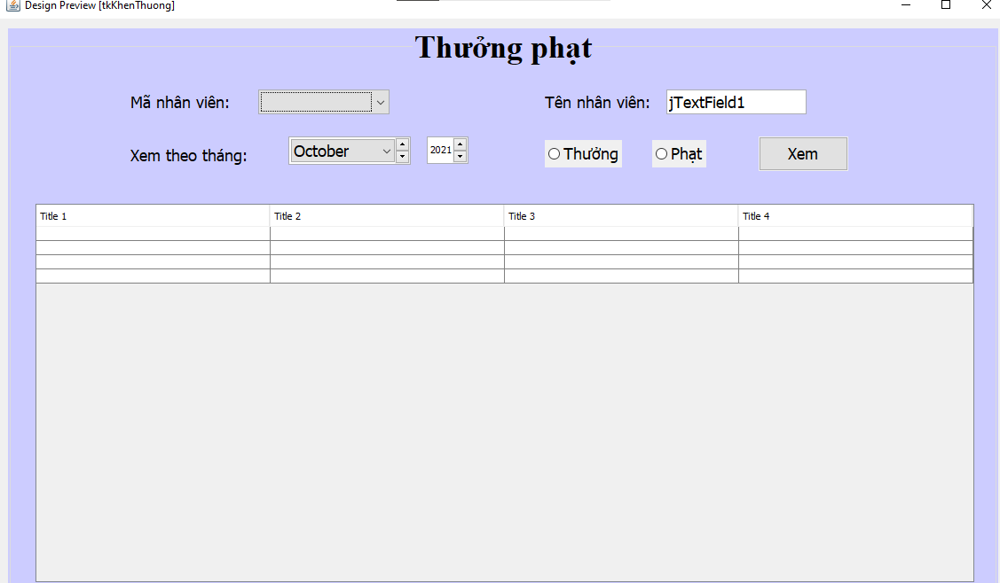 Design Preview [tkKhenThuong]
Thưởng phạt
Mã nhân viên: Tên nhân viên: jTextField1
Xem theo tháng: October 2021 Thưởng Phạt Xem
Title 1 Title 2 Title 3 Title 4